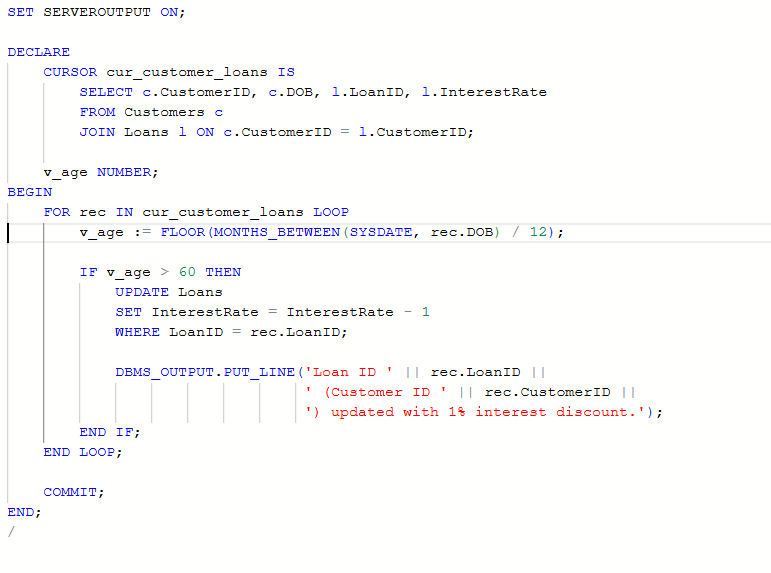 SET SERVEROUTPUT ON;

DECLARE
    CURSOR cur_customer_loans IS
        SELECT c.CustomerID, c.DOB, l.LoanID, l.InterestRate
        FROM Customers c
        JOIN Loans l ON c.CustomerID = l.CustomerID;

    v_age NUMBER;
BEGIN
    FOR rec IN cur_customer_loans LOOP
        v_age := FLOOR(MONTHS_BETWEEN(SYSDATE, rec.DOB) / 12);

        IF v_age > 60 THEN
            UPDATE Loans
            SET InterestRate = InterestRate - 1
            WHERE LoanID = rec.LoanID;

            DBMS_OUTPUT.PUT_LINE('Loan ID ' || rec.LoanID ||
                                 ' (Customer ID ' || rec.CustomerID ||
                                 ') updated with 1% interest discount.');
        END IF;
    END LOOP;

    COMMIT;
END;
/